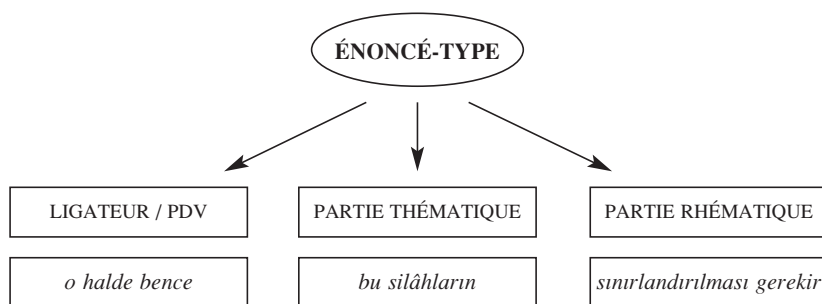 ÉNONCÉ-TYPE
LIGATEUR / PDV PARTIE THÉMATIQUE PARTIE RHÉMATIQUE
o halde bence bu silâhların sınırlandırılması gerekir